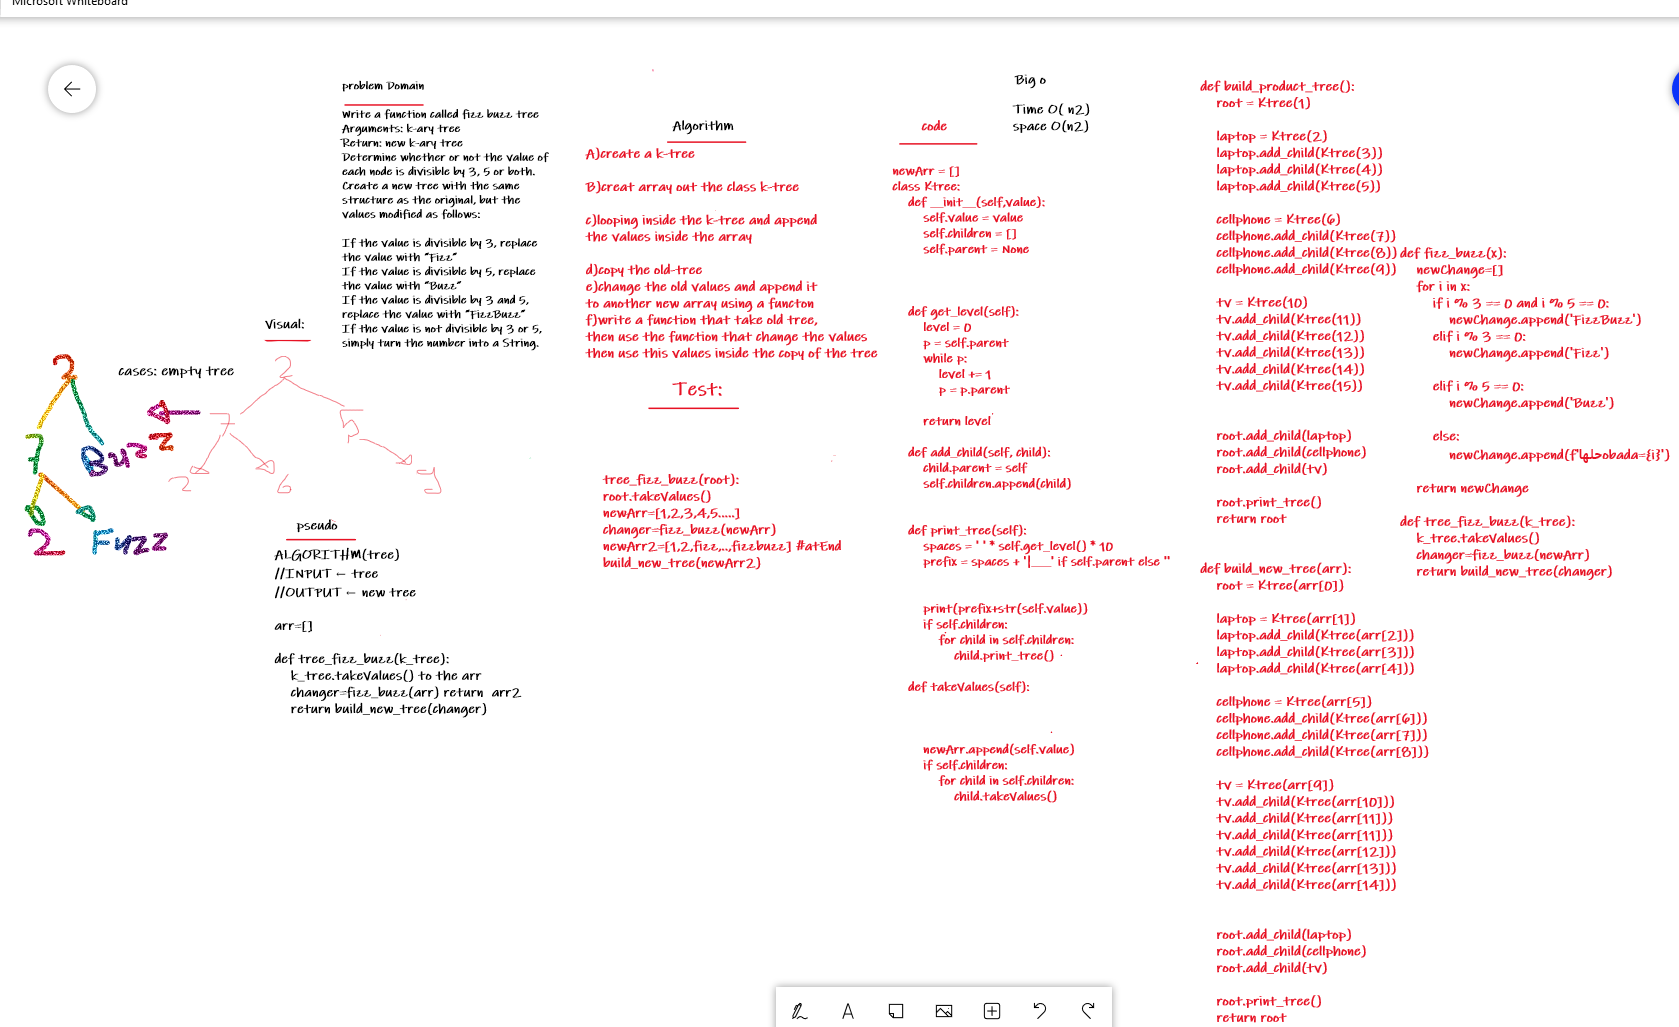 Microsoft Whiteboard
problem Domain
Write a function called fizz buzz tree
Arguments: k-ary tree
Return: new k-ary tree
Determine whether or not the value of
each node is divisible by 3, 5 or both.
Create a new tree with the same
structure as the original, but the
values modified as follows:
If the value is divisible by 3, replace
the value with "Fizz"
If the value is divisible by 5, replace
the value with "Buzz"
If the value is divisible by 3 and 5,
replace the value with "FizzBuzz"
If the value is not divisible by 3 or 5,
simply turn the number into a String.
Visual:
cases: empty tree
2
7
5
2
6
9
2
7
Buzz
2
Fizz
pseudo
ALGORITHM(tree)
//INPUT ← tree
//OUTPUT ← new tree
arr=[]
def tree_fizz_buzz(k_tree):
k_tree.takeValues() to the arr
changer=fizz_buzz(arr) return arr2
return build_new_tree(changer)
Algorithm
A)create a k-tree
B)creat array out the class k-tree
c)looping inside the k-tree and append
the values inside the array
d)copy the old-tree
e)change the old values and append it
to another new array using a functon
f)write a function that take old tree,
then use the function that change the values
then use this values inside the copy of the tree
Test:
tree_fizz_buzz(root):
root.takeValues()
newArr=[1,2,3,4,5.....]
changer=fizz_buzz(newArr)
newArr2=[1,2,fizz,..,fizzbuzz] #atEnd
build_new_tree(newArr2)
Big o
Time O( n2)
space O(n2)
code
newArr = []
class Ktree:
def __init__(self,value):
self.value = value
self.children = []
self.parent = None
def get_level(self):
level = 0
p = self.parent
while p:
level += 1
p = p.parent
return level
def add_child(self, child):
child.parent = self
self.children.append(child)
def print_tree(self):
spaces = ' ' * self.get_level() * 10
prefix = spaces + '|___' if self.parent else ''
print(prefix+str(self.value))
if self.children:
for child in self.children:
child.print_tree()
def takeValues(self):
newArr.append(self.value)
if self.children:
for child in self.children:
child.takeValues()
def build_product_tree():
root = Ktree(1)
laptop = Ktree(2)
laptop.add_child(Ktree(3))
laptop.add_child(Ktree(4))
laptop.add_child(Ktree(5))
cellphone = Ktree(6)
cellphone.add_child(Ktree(7))
cellphone.add_child(Ktree(8))
cellphone.add_child(Ktree(9))
tv = Ktree(10)
tv.add_child(Ktree(11))
tv.add_child(Ktree(12))
tv.add_child(Ktree(13))
tv.add_child(Ktree(14))
tv.add_child(Ktree(15))
root.add_child(laptop)
root.add_child(cellphone)
root.add_child(tv)
root.print_tree()
return root
def build_new_tree(arr):
root = Ktree(arr[0])
laptop = Ktree(arr[1])
laptop.add_child(Ktree(arr[2]))
laptop.add_child(Ktree(arr[3]))
laptop.add_child(Ktree(arr[4]))
cellphone = Ktree(arr[5])
cellphone.add_child(Ktree(arr[6]))
cellphone.add_child(Ktree(arr[7]))
cellphone.add_child(Ktree(arr[8]))
tv = Ktree(arr[9])
tv.add_child(Ktree(arr[10]))
tv.add_child(Ktree(arr[11]))
tv.add_child(Ktree(arr[11]))
tv.add_child(Ktree(arr[12]))
tv.add_child(Ktree(arr[13]))
tv.add_child(Ktree(arr[14]))
root.add_child(laptop)
root.add_child(cellphone)
root.add_child(tv)
root.print_tree()
return root
def fizz_buzz(x):
newChange=[]
for i in x:
if i % 3 == 0 and i % 5 == 0:
newChange.append('FizzBuzz')
elif i % 3 == 0:
newChange.append('Fizz')
elif i % 5 == 0:
newChange.append('Buzz')
else:
newChange.append(f'حلهاobada={i}')
return newChange
def tree_fizz_buzz(k_tree):
k_tree.takeValues()
changer=fizz_buzz(newArr)
return build_new_tree(changer)